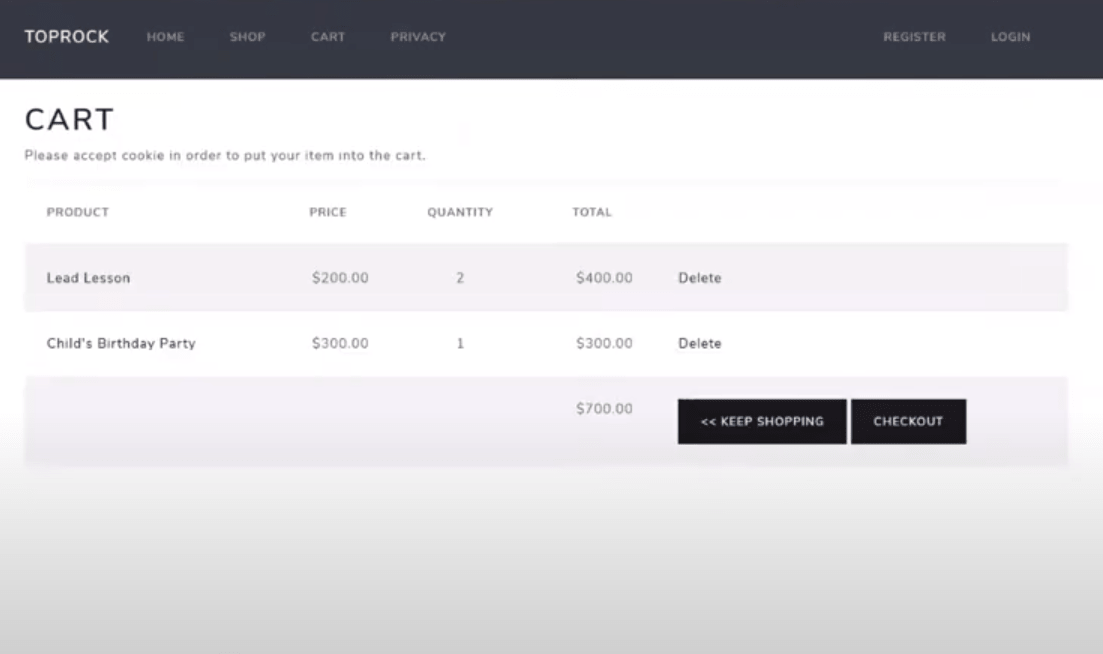 TOPROCK HOME SHOP CART PRIVACY REGISTER LOGIN
CART
Please accept cookie in order to put your item into the cart.
PRODUCT PRICE QUANTITY TOTAL
Lead Lesson $200.00 2 $400.00 Delete
Child's Birthday Party $300.00 1 $300.00 Delete
$700.00 << KEEP SHOPPING CHECKOUT